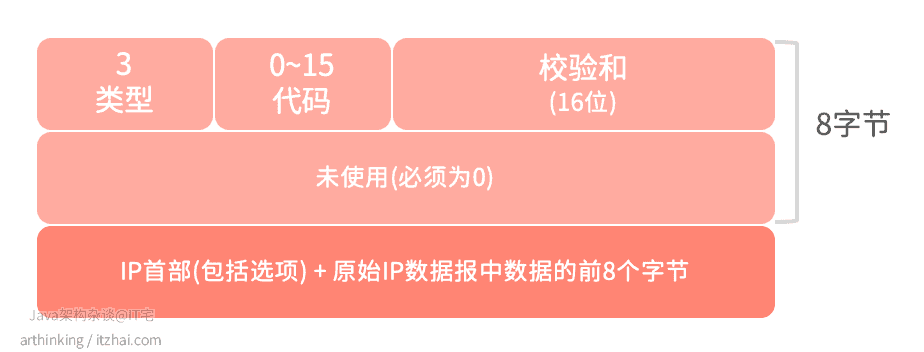 3
类型
0~15
代码
校验和
(16位)
8字节
未使用(必须为0)
IP首部(包括选项) + 原始IP数据报中数据的前8个字节
Java架构杂谈@IT宅
arthinking / itzhai.com